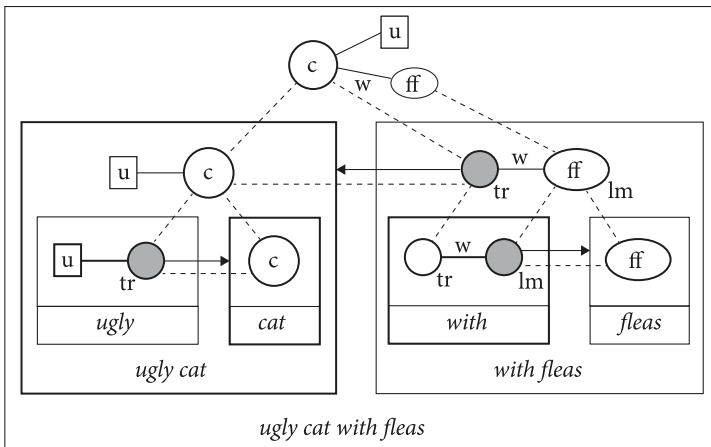 u
c
w
ff
u
c
w
ff
tr
lm
u
tr
c
w
tr
lm
ff
ugly
cat
with
fleas
ugly cat
with fleas
ugly cat with fleas